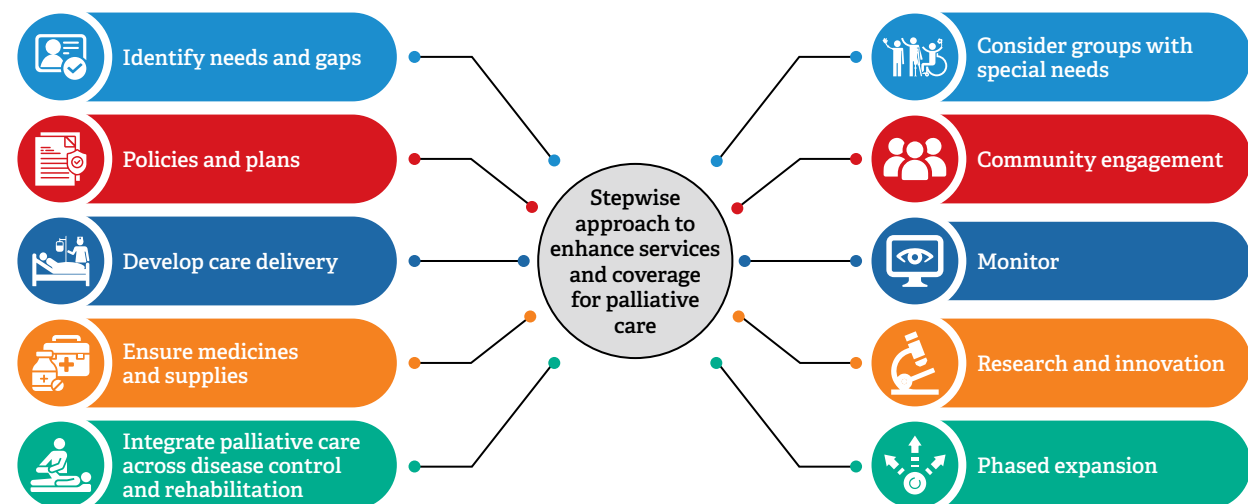 Identify needs and gaps
Policies and plans
Develop care delivery
Ensure medicines
and supplies
Integrate palliative care
across disease control
and rehabilitation
Stepwise
approach to
enhance services
and coverage
for palliative
care
Consider groups with
special needs
Community engagement
Monitor
Research and innovation
Phased expansion